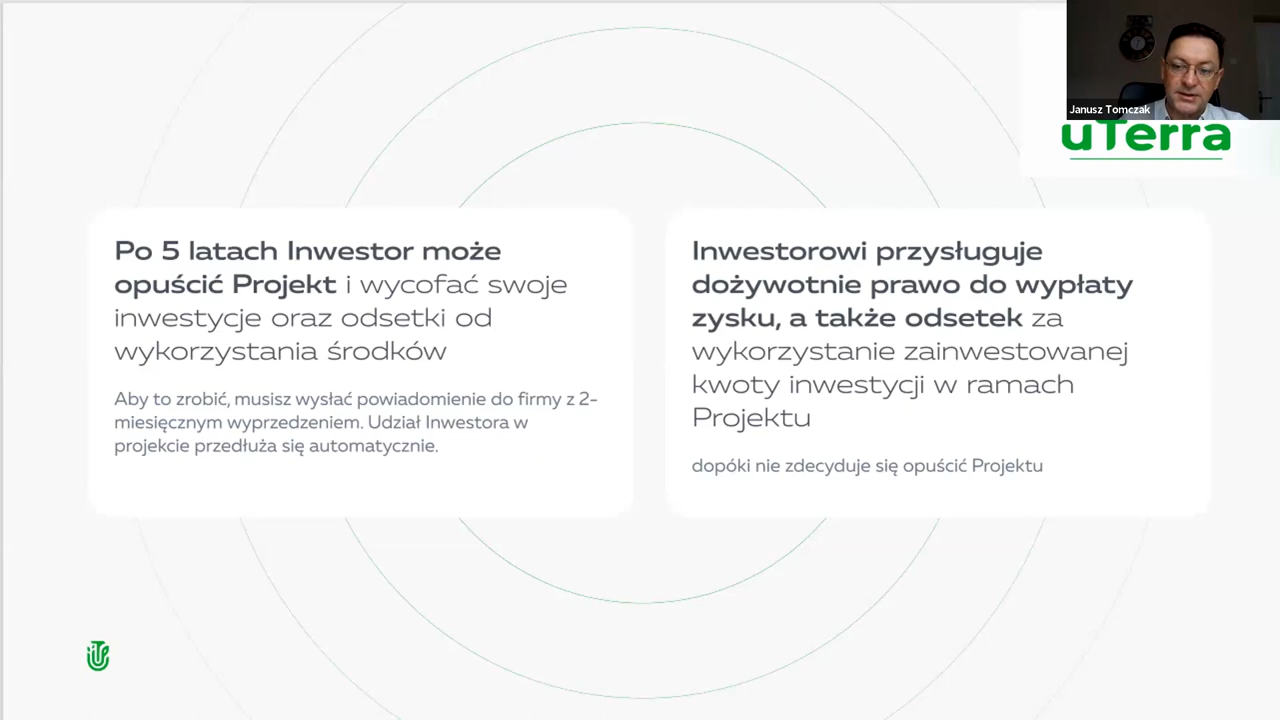 Janusz Tomczak
uTerra
Po 5 latach Inwestor może
opuścić Projekt i wycofać swoje
inwestycje oraz odsetki od
wykorzystania środków
Aby to zrobić, musisz wysłać powiadomienie do firmy z 2-
miesięcznym wyprzedzeniem. Udział Inwestora w
projekcie przedłuża się automatycznie.
Inwestorowi przysługuje
dożywotnie prawo do wypłaty
zysku, a także odsetek za
wykorzystanie zainwestowanej
kwoty inwestycji w ramach
Projektu
dopóki nie zdecyduje się opuścić Projektu